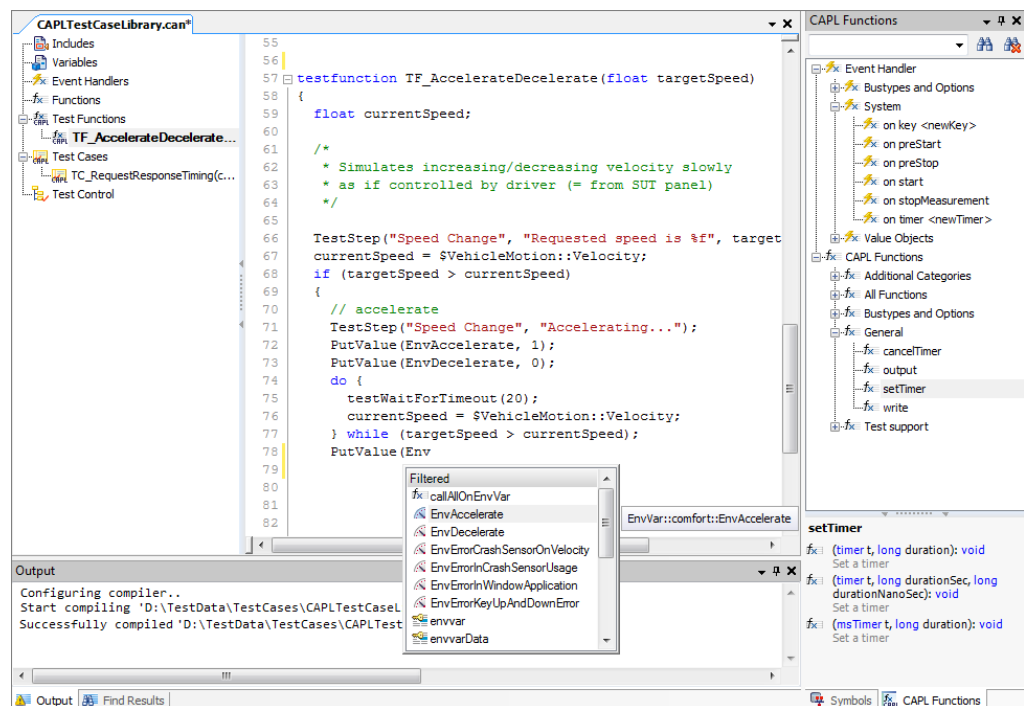 CAPLTestCaseLibrary.can*
Includes
Variables
Event Handlers
Functions
Test Functions
TF_AccelerateDecelerate...
Test Cases
TC_RequestResponseTiming(c...
Test Control
55
56
57 testfunction TF_AccelerateDecelerate(float targetSpeed)
58 {
59 float currentSpeed;
60
61 /*
62 * Simulates increasing/decreasing velocity slowly
63 * as if controlled by driver (= from SUT panel)
64 */
65
66 TestStep("Speed Change", "Requested speed is %f", target
67 currentSpeed = $VehicleMotion::Velocity;
68 if (targetSpeed > currentSpeed)
69 {
70 // accelerate
71 TestStep("Speed Change", "Accelerating...");
72 PutValue(EnvAccelerate, 1);
73 PutValue(EnvDecelerate, 0);
74 do {
75 testWaitForTimeout(20);
76 currentSpeed = $VehicleMotion::Velocity;
77 } while (targetSpeed > currentSpeed);
78 PutValue(Env
79
80
81
82
Filtered
callAllOnEnvVar
EnvAccelerate
EnvDecelerate
EnvErrorCrashSensorOnVelocity
EnvErrorInCrashSensorUsage
EnvErrorInWindowApplication
EnvErrorKeyUpAndDownError
envvar
envvarData
EnvVar::comfort::EnvAccelerate
Output
Configuring compiler..
Start compiling 'D:\TestData\TestCases\CAPLTestCaseL
Successfully compiled 'D:\TestData\TestCases\CAPLTest
Output
Find Results
CAPL Functions
Event Handler
Bustypes and Options
System
on key <newKey>
on preStart
on preStop
on start
on stopMeasurement
on timer <newTimer>
Value Objects
CAPL Functions
Additional Categories
All Functions
Bustypes and Options
General
cancelTimer
output
setTimer
write
Test support
setTimer
(timer t, long duration): void
Set a timer
(timer t, long durationSec, long
durationNanoSec): void
Set a timer
(msTimer t, long duration): void
Set a timer
Symbols
CAPL Functions